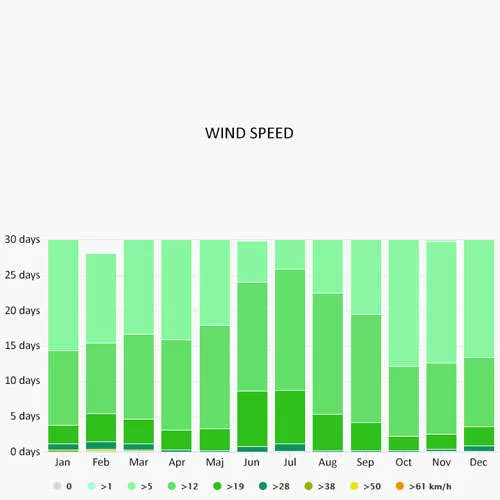 WIND SPEED
30 days
25 days
20 days
15 days
10 days
5 days
0 days
Jan Feb Mar Apr Maj Jun Jul Aug Sep Oct Nov Dec
0 >1 >5 >12 >19 >28 >38 >50 >61 km/h